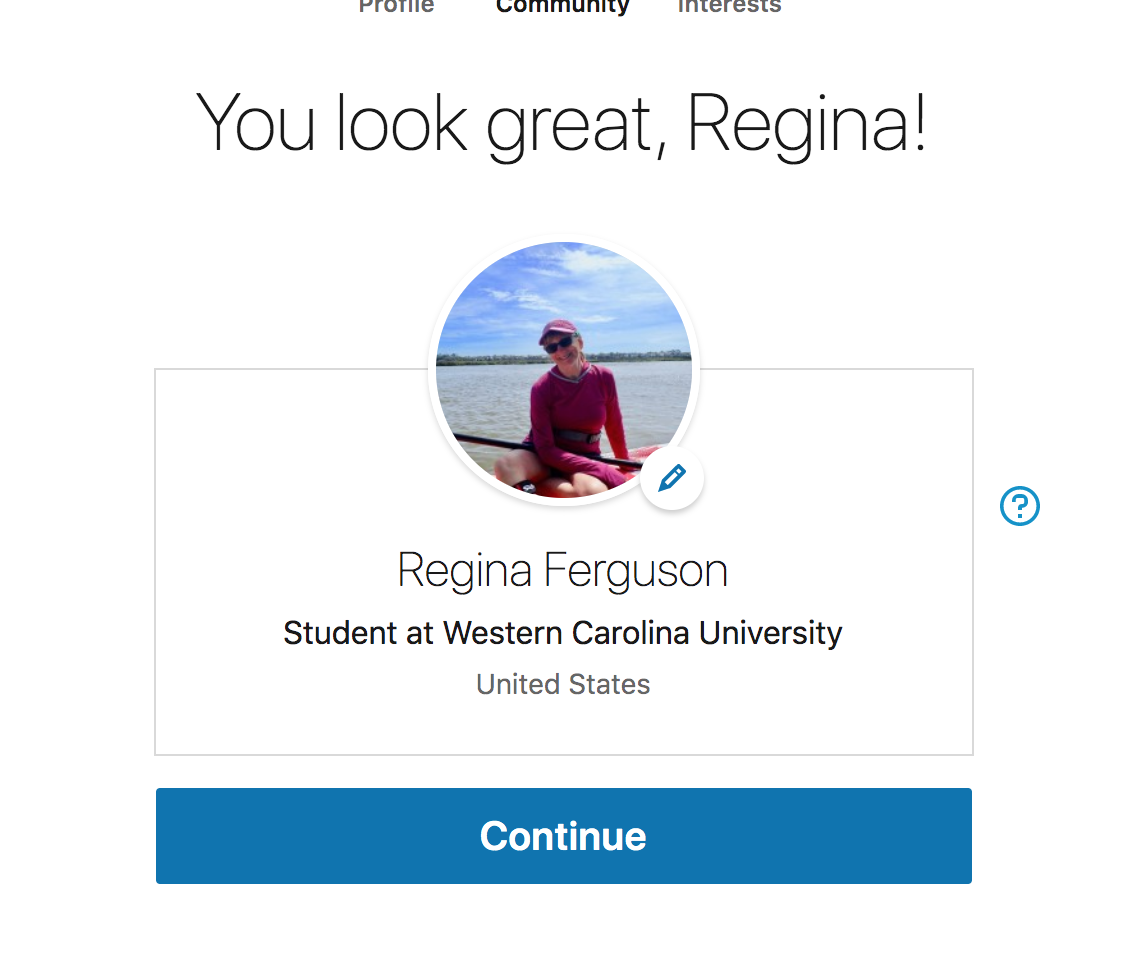 Profile Community Interests
You look great, Regina!
Regina Ferguson
Student at Western Carolina University
United States
Continue